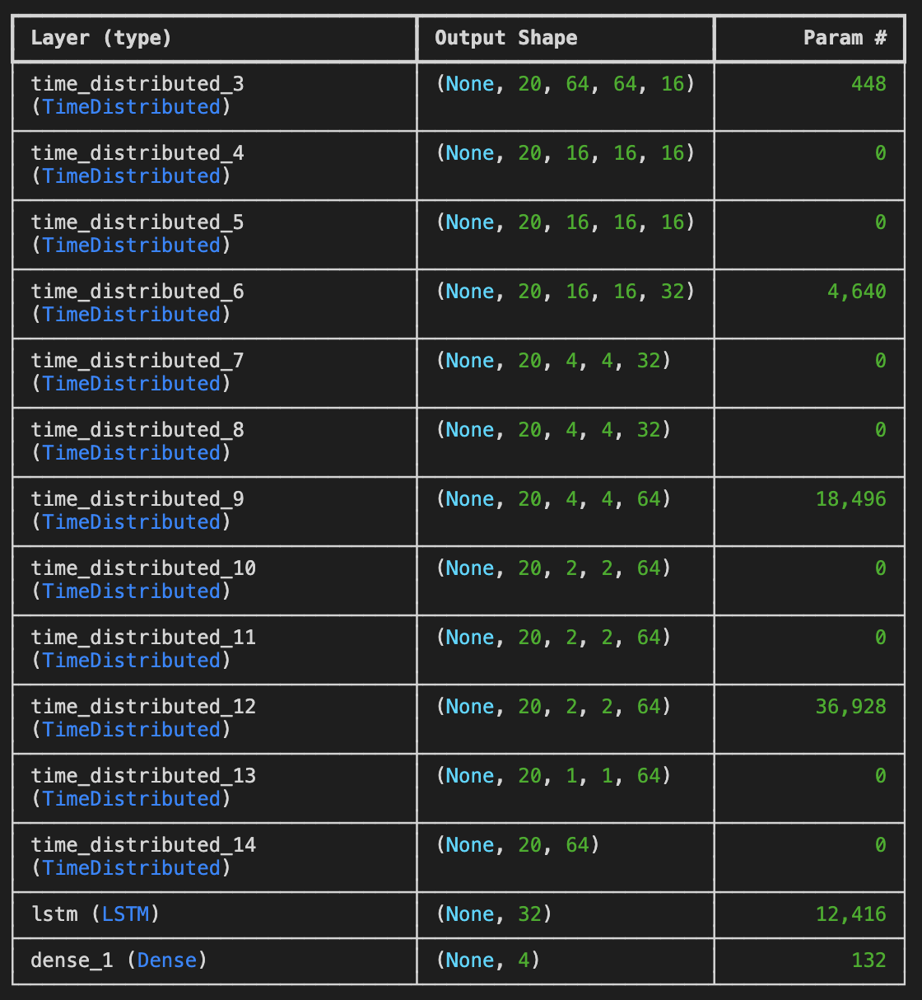 Layer (type) Output Shape Param #
time_distributed_3 (None, 20, 64, 64, 16) 448
(TimeDistributed)
time_distributed_4 (None, 20, 16, 16, 16) 0
(TimeDistributed)
time_distributed_5 (None, 20, 16, 16, 16) 0
(TimeDistributed)
time_distributed_6 (None, 20, 16, 16, 32) 4,640
(TimeDistributed)
time_distributed_7 (None, 20, 4, 4, 32) 0
(TimeDistributed)
time_distributed_8 (None, 20, 4, 4, 32) 0
(TimeDistributed)
time_distributed_9 (None, 20, 4, 4, 64) 18,496
(TimeDistributed)
time_distributed_10 (None, 20, 2, 2, 64) 0
(TimeDistributed)
time_distributed_11 (None, 20, 2, 2, 64) 0
(TimeDistributed)
time_distributed_12 (None, 20, 2, 2, 64) 36,928
(TimeDistributed)
time_distributed_13 (None, 20, 1, 1, 64) 0
(TimeDistributed)
time_distributed_14 (None, 20, 64) 0
(TimeDistributed)
lstm (LSTM) (None, 32) 12,416
dense_1 (Dense) (None, 4) 132